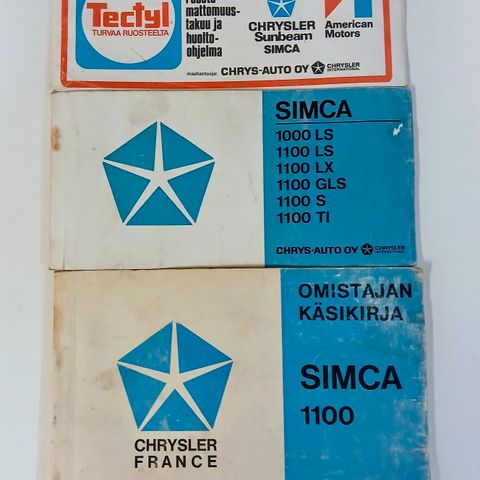 Tectyl
TURVAA RUOSTEELTA
mattomuus-
takuu ja
huolto-
ohjelma
CHRYSLER
Sunbeam
SIMCA
American
Motors
maahantuoja: CHRYS-AUTO OY CHRYSLER
INTERNATIONAL
SIMCA
1000 LS
1100 LS
1100 LX
1100 GLS
1100 S
1100 TI
CHRYS-AUTO OY CHRYSLER
INTERNATIONAL
OMISTAJAN
KÄSIKIRJA
SIMCA
1100
CHRYSLER
FRANCE